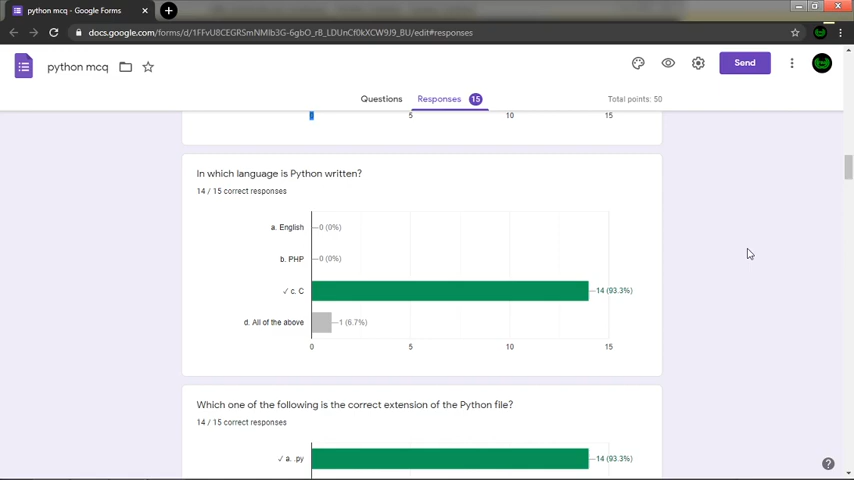 python mcq - Google Forms
docs.google.com/forms/d/1FFvU8CEGRSmNMIb3G-6gbO_rB_LDUnCf0kXCW9J9_BU/edit#responses
python mcq
Send
Questions Responses 15 Total points: 50
5 10 15
In which language is Python written?
14 / 15 correct responses
a. English 0 (0%)
b. PHP 0 (0%)
✓ c. C 14 (93.3%)
d. All of the above 1 (6.7%)
0 5 10 15
Which one of the following is the correct extension of the Python file?
14 / 15 correct responses
✓ a. .py 14 (93.3%)